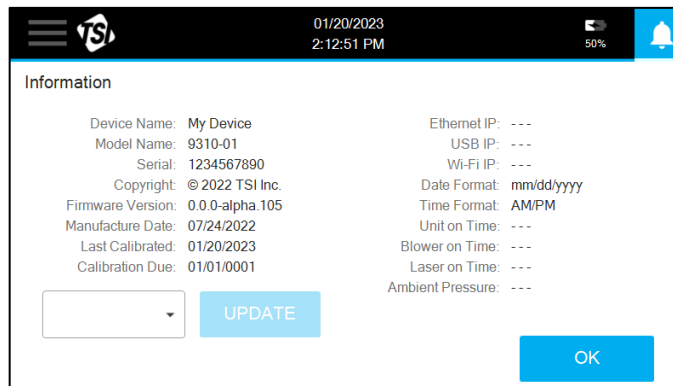 TSI
01/20/2023
2:12:51 PM
50%
Information
Device Name: My Device
Model Name: 9310-01
Serial: 1234567890
Copyright: © 2022 TSI Inc.
Firmware Version: 0.0.0-alpha.105
Manufacture Date: 07/24/2022
Last Calibrated: 01/20/2023
Calibration Due: 01/01/0001
Ethernet IP: - - -
USB IP: - - -
Wi-Fi IP: - - -
Date Format: mm/dd/yyyy
Time Format: AM/PM
Unit on Time: - - -
Blower on Time: - - -
Laser on Time: - - -
Ambient Pressure: - - -
UPDATE
OK